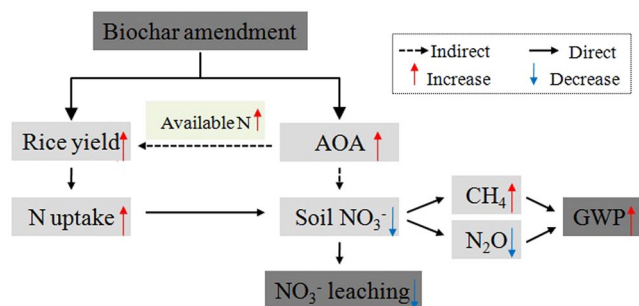 Biochar amendment
Indirect
Direct
Increase
Decrease
Available N
Rice yield
AOA
N uptake
Soil NO₃⁻
CH₄
N₂O
GWP
NO₃⁻ leaching